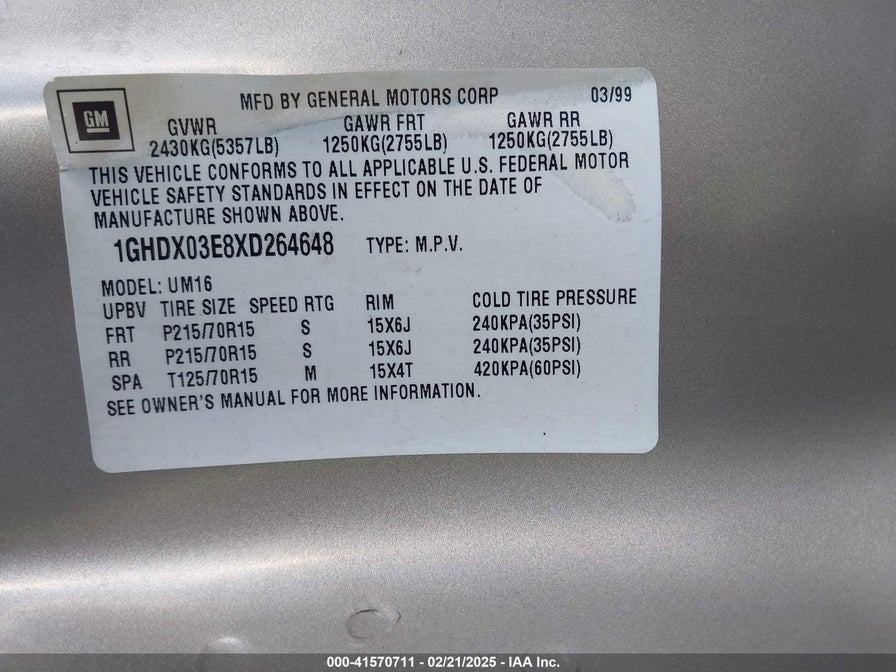 GM
MFD BY GENERAL MOTORS CORP 03/99
GVWR GAWR FRT GAWR RR
2430KG(5357LB) 1250KG(2755LB) 1250KG(2755LB)
THIS VEHICLE CONFORMS TO ALL APPLICABLE U.S. FEDERAL MOTOR
VEHICLE SAFETY STANDARDS IN EFFECT ON THE DATE OF
MANUFACTURE SHOWN ABOVE.
1GHDX03E8XD264648 TYPE: M.P.V.
MODEL: UM16
UPBV TIRE SIZE SPEED RTG RIM COLD TIRE PRESSURE
FRT P215/70R15 S 15X6J 240KPA(35PSI)
RR P215/70R15 S 15X6J 240KPA(35PSI)
SPA T125/70R15 M 15X4T 420KPA(60PSI)
SEE OWNER'S MANUAL FOR MORE INFORMATION.
000-41570711 - 02/21/2025 - IAA Inc.